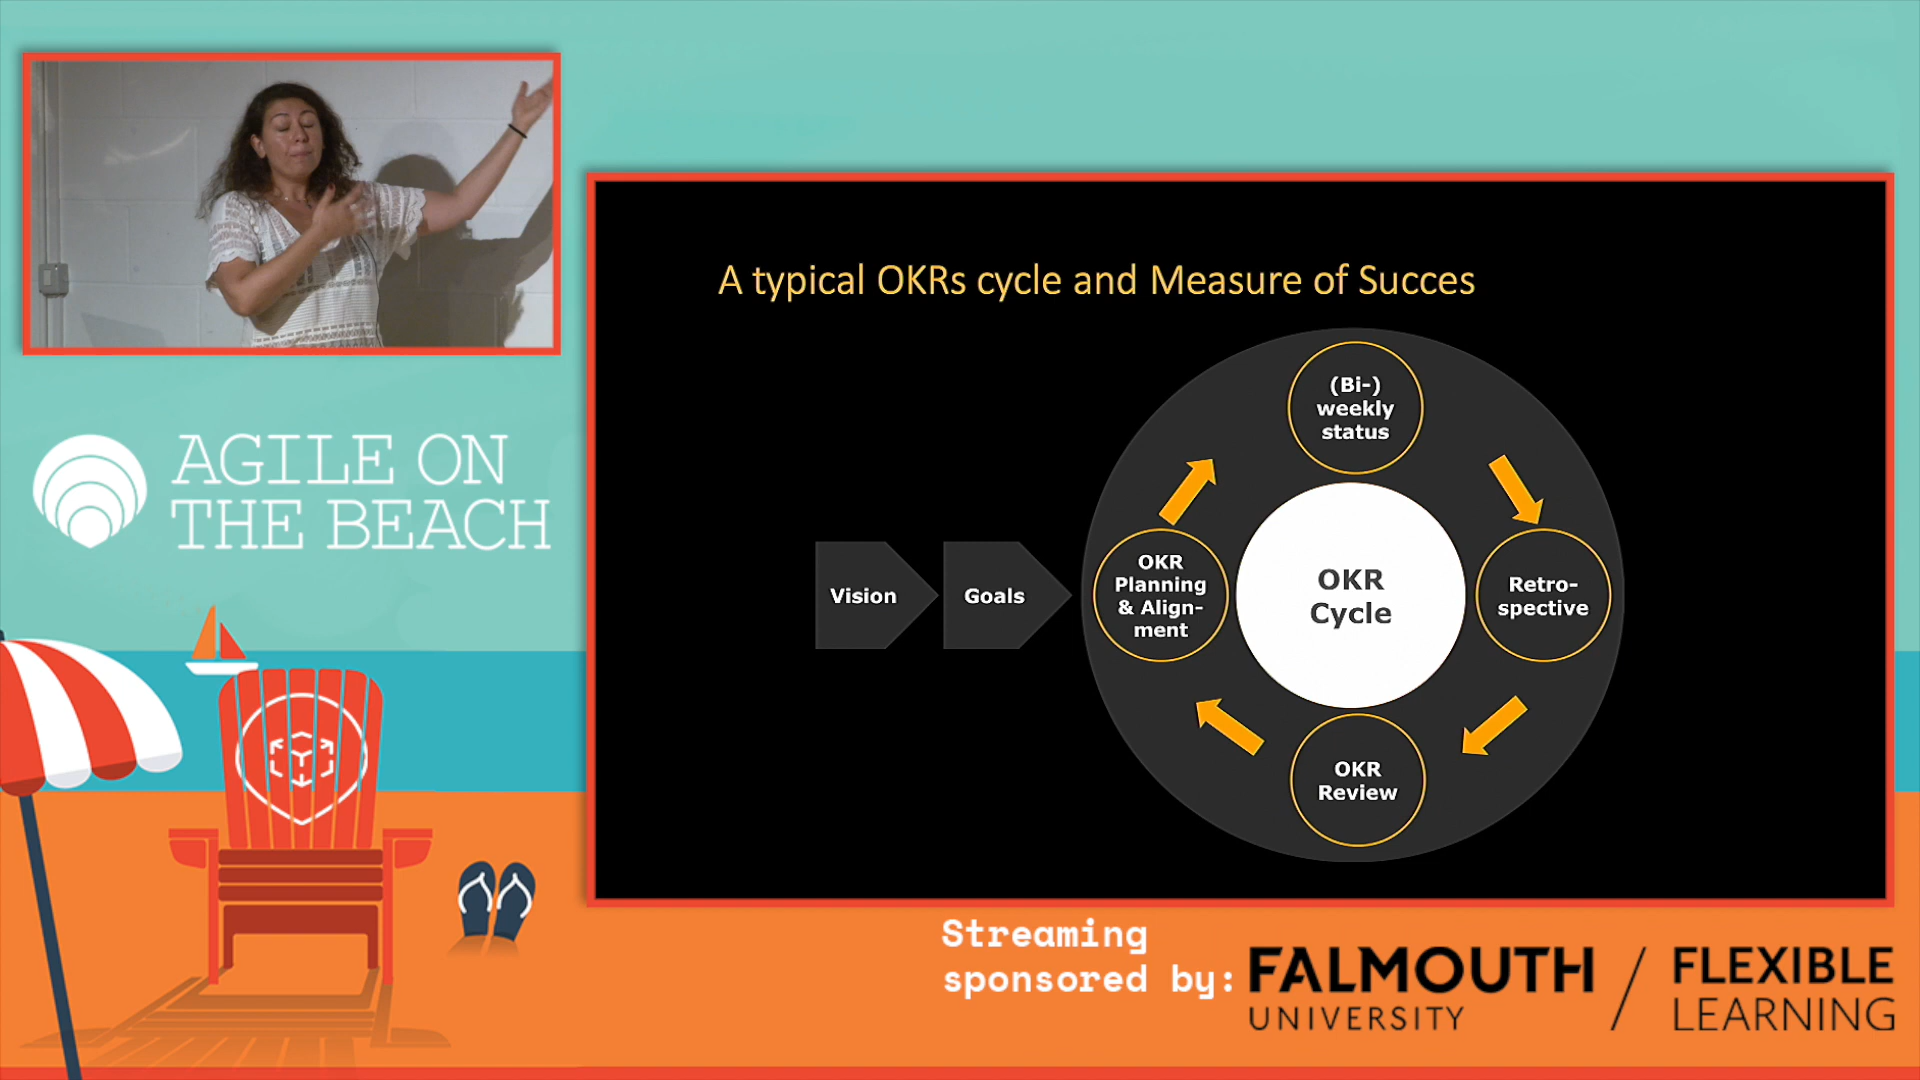 AGILE ON
THE BEACH
A typical OKRs cycle and Measure of Succes
Vision
Goals
OKR
Planning
& Align-
ment
(Bi-)
weekly
status
Retro-
spective
OKR
Review
OKR
Cycle
Streaming
sponsored by:
FALMOUTH
UNIVERSITY
FLEXIBLE
LEARNING